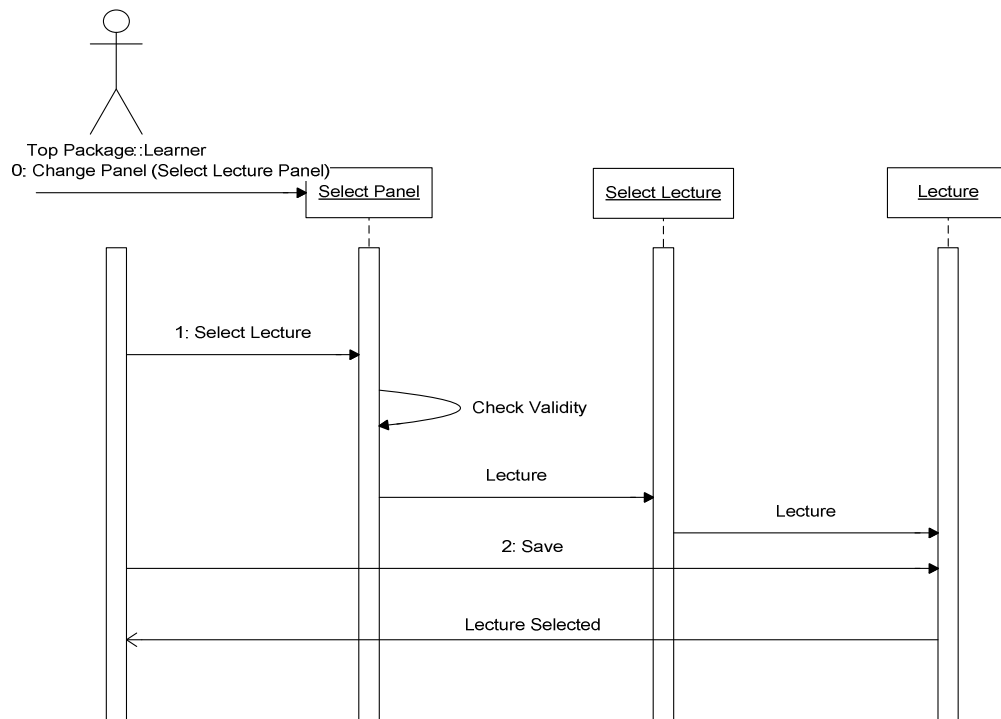 Top Package::Learner
0: Change Panel (Select Lecture Panel)
Select Panel
Select Lecture
Lecture
1: Select Lecture
Check Validity
Lecture
Lecture
2: Save
Lecture Selected